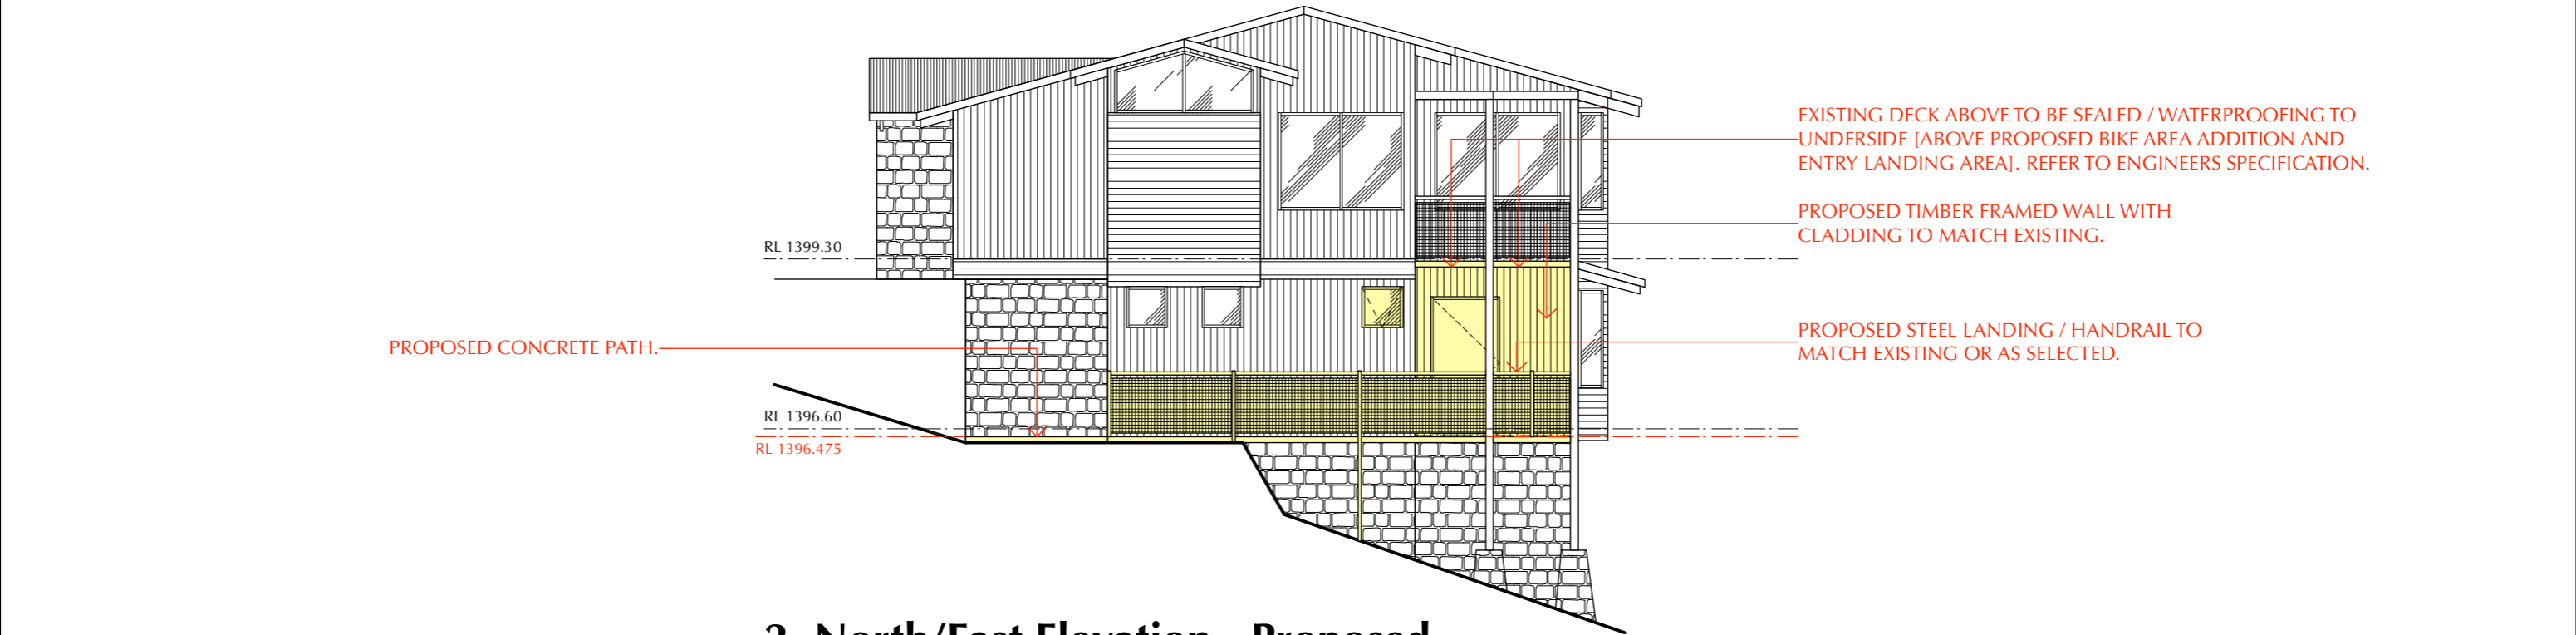 EXISTING DECK ABOVE TO BE SEALED / WATERPROOFING TO
UNDERSIDE [ABOVE PROPOSED BIKE AREA ADDITION AND
ENTRY LANDING AREA]. REFER TO ENGINEERS SPECIFICATION.
PROPOSED TIMBER FRAMED WALL WITH
CLADDING TO MATCH EXISTING.
RL 1399.30
PROPOSED STEEL LANDING / HANDRAIL TO
MATCH EXISTING OR AS SELECTED.
PROPOSED CONCRETE PATH.
RL 1396.60
RL 1396.475
North/East Elevation - Proposed